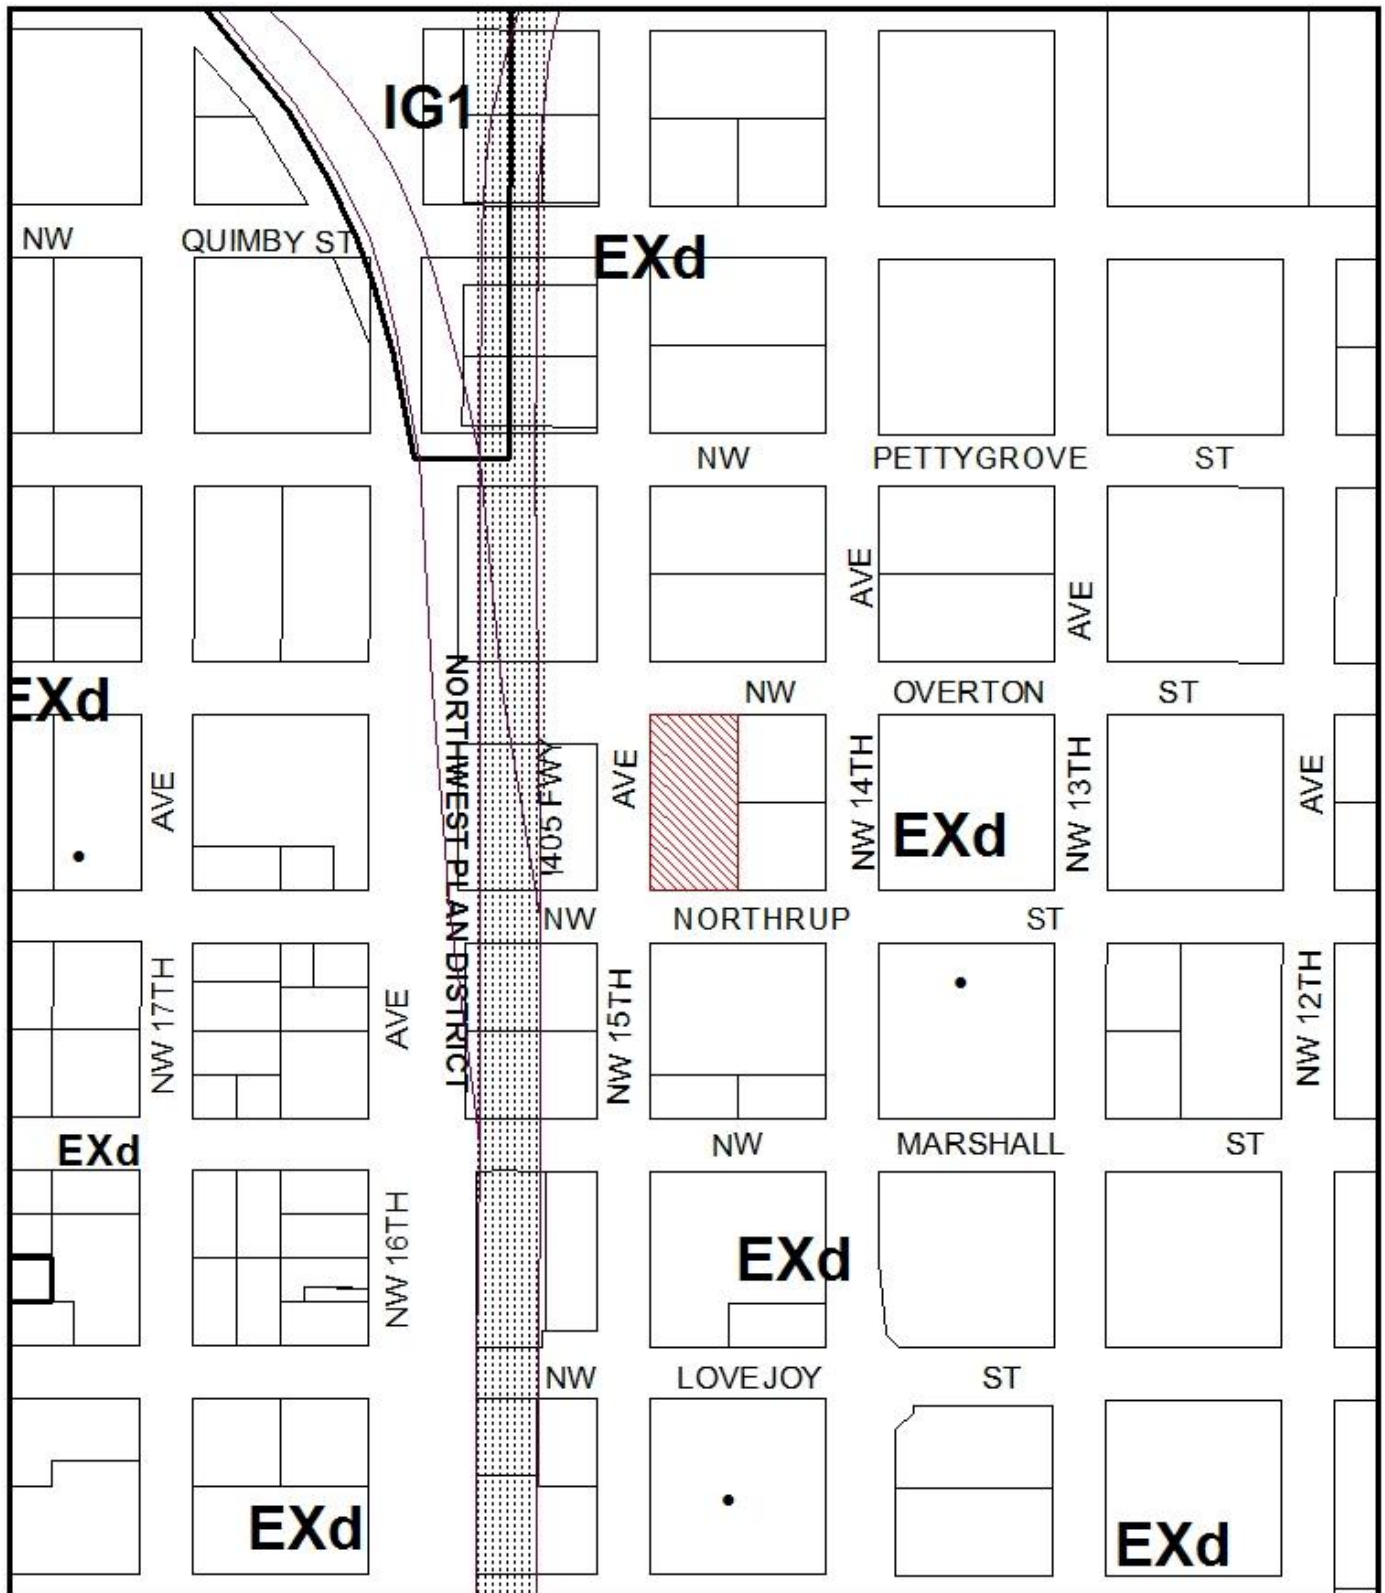 IG1
NW QUIMBY ST
EXd
NW PETTYGROVE ST
AVE
AVE
EXd
NW OVERTON ST
NORTHWEST PLAN DISTRICT
I405 FWY
AVE
AVE
NW 14TH
EXd
NW 13TH
AVE
NW NORTHRUP ST
NW 17TH
AVE
NW 15TH
NW 12TH
EXd
NW MARSHALL ST
NW 16TH
EXd
NW LOVEJOY ST
EXd
EXd